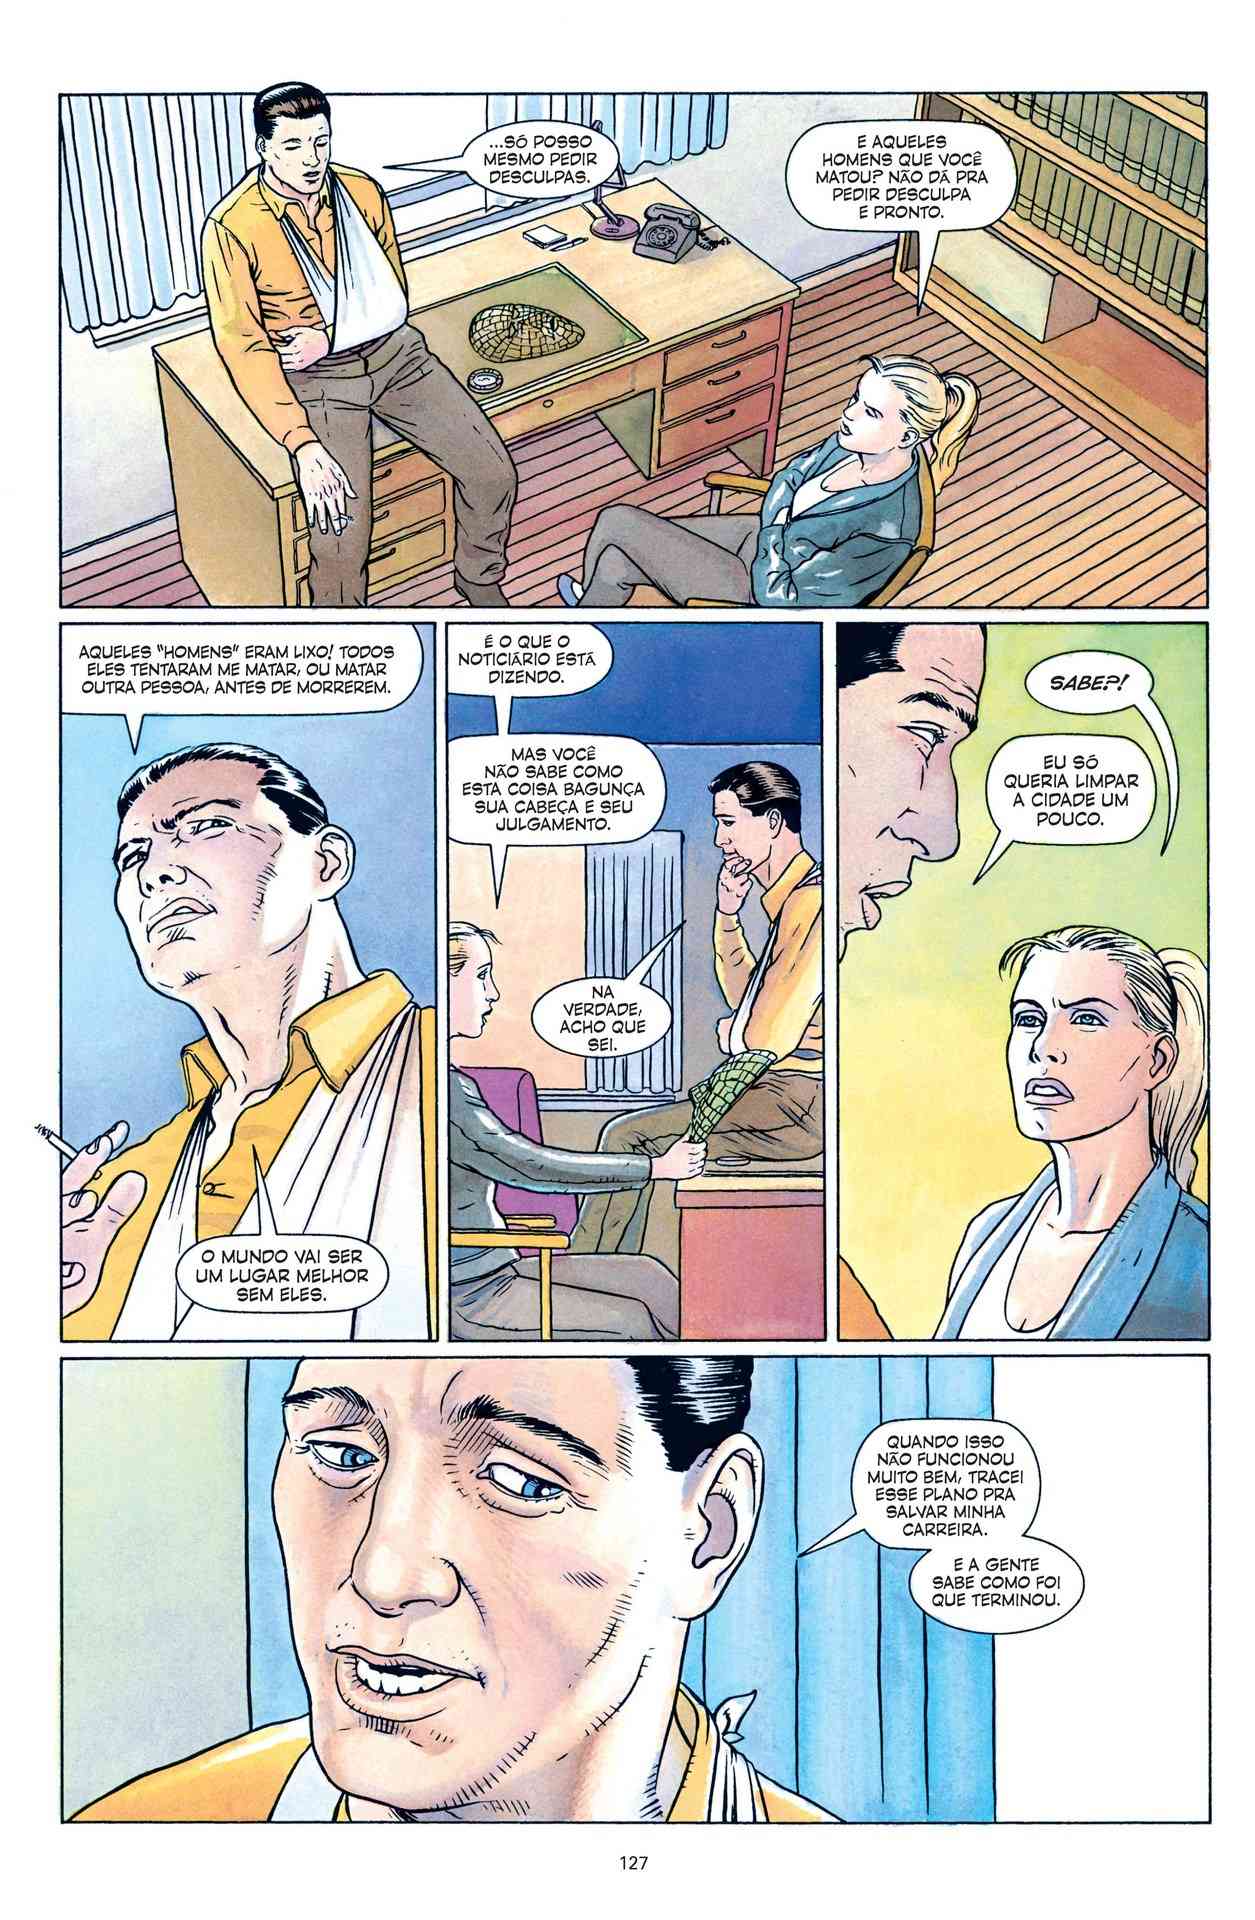 ...SÓ POSSO
MESMO PEDIR
DESCULPAS.
E AQUELES
HOMENS QUE VOCÊ
MATOU? NÃO DÁ PRA
PEDIR DESCULPA
E PRONTO.
AQUELES "HOMENS" ERAM LIXO! TODOS
ELES TENTARAM ME MATAR, OU MATAR
OUTRA PESSOA, ANTES DE MORREREM.
O MUNDO VAI SER
UM LUGAR MELHOR
SEM ELES.
É O QUE O
NOTICIÁRIO ESTÁ
DIZENDO.
MAS VOCÊ
NÃO SABE COMO
ESTA COISA BAGUNÇA
SUA CABEÇA E SEU
JULGAMENTO.
NA
VERDADE,
ACHO QUE
SEI.
SABE?!
EU SÓ
QUERIA LIMPAR
A CIDADE UM
POUCO.
QUANDO ISSO
NÃO FUNCIONOU
MUITO BEM, TRACEI
ESSE PLANO PRA
SALVAR MINHA
CARREIRA.
E A GENTE
SABE COMO FOI
QUE TERMINOU.
127